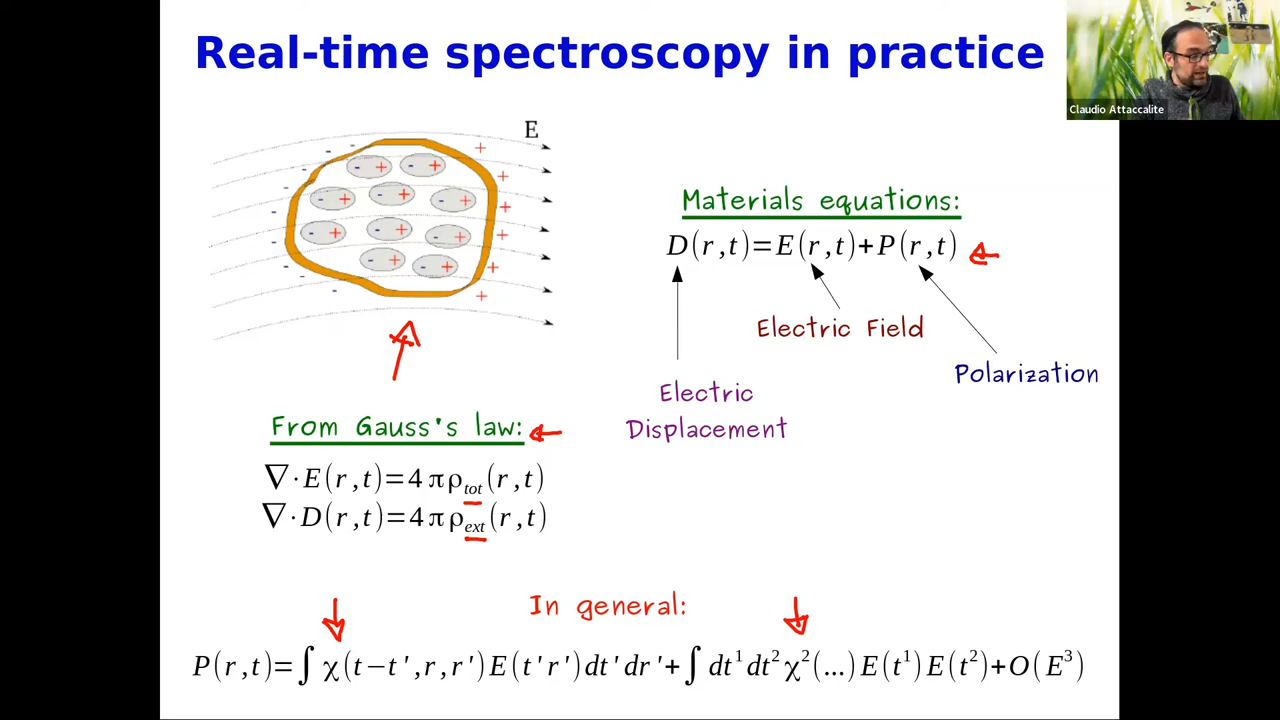 Real-time spectroscopy in practice
Claudio Attaccalite
E
Materials equations:
D(r,t)=E(r,t)+P(r,t)
Electric Field
Polarization
Electric
Displacement
From Gauss's law:
∇·E(r,t)=4πρ_tot(r,t)
∇·D(r,t)=4πρ_ext(r,t)
In general:
P(r,t)=∫χ(t−t',r,r')E(t'r')dt'dr'+∫dt¹dt²χ²(...)E(t¹)E(t²)+O(E³)